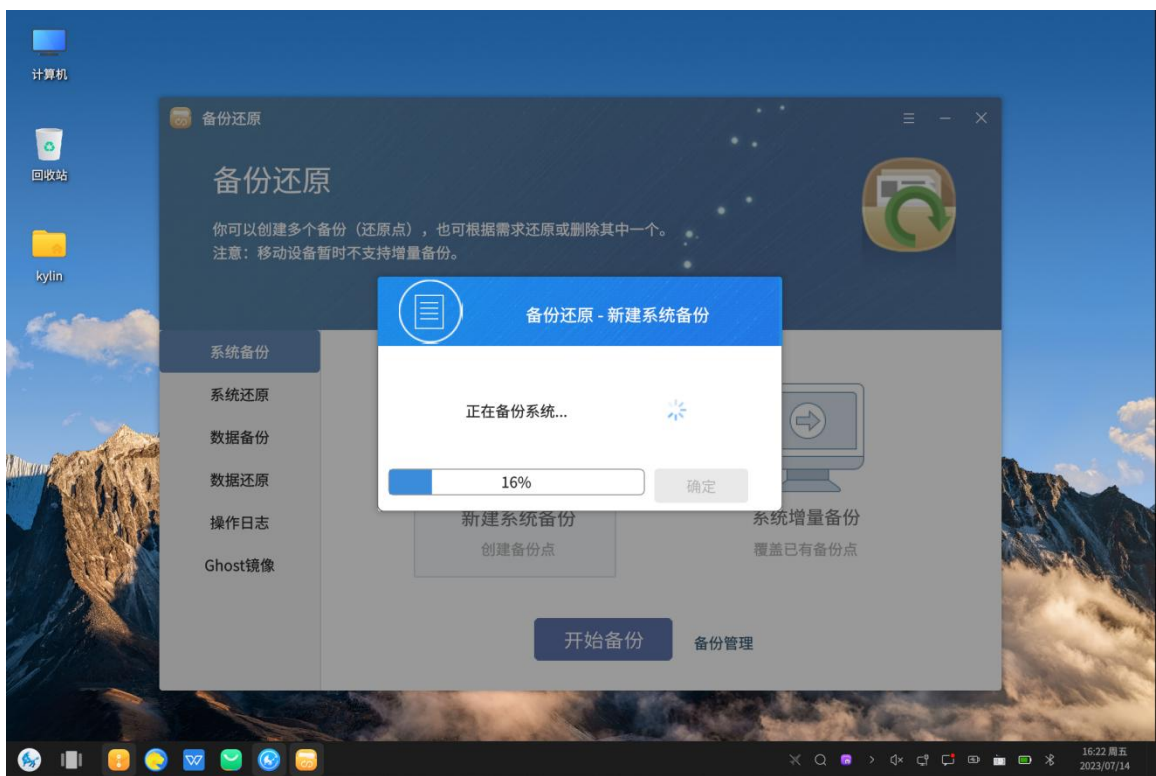 计算机
回收站
kylin
备份还原
备份还原
你可以创建多个备份（还原点），也可根据需求还原或删除其中一个。
注意：移动设备暂时不支持增量备份。
系统备份
系统还原
数据备份
数据还原
操作日志
Ghost镜像
备份还原 - 新建系统备份
正在备份系统...
16%
确定
新建系统备份
创建备份点
系统增量备份
覆盖已有备份点
开始备份
备份管理
16:22 周五
2023/07/14